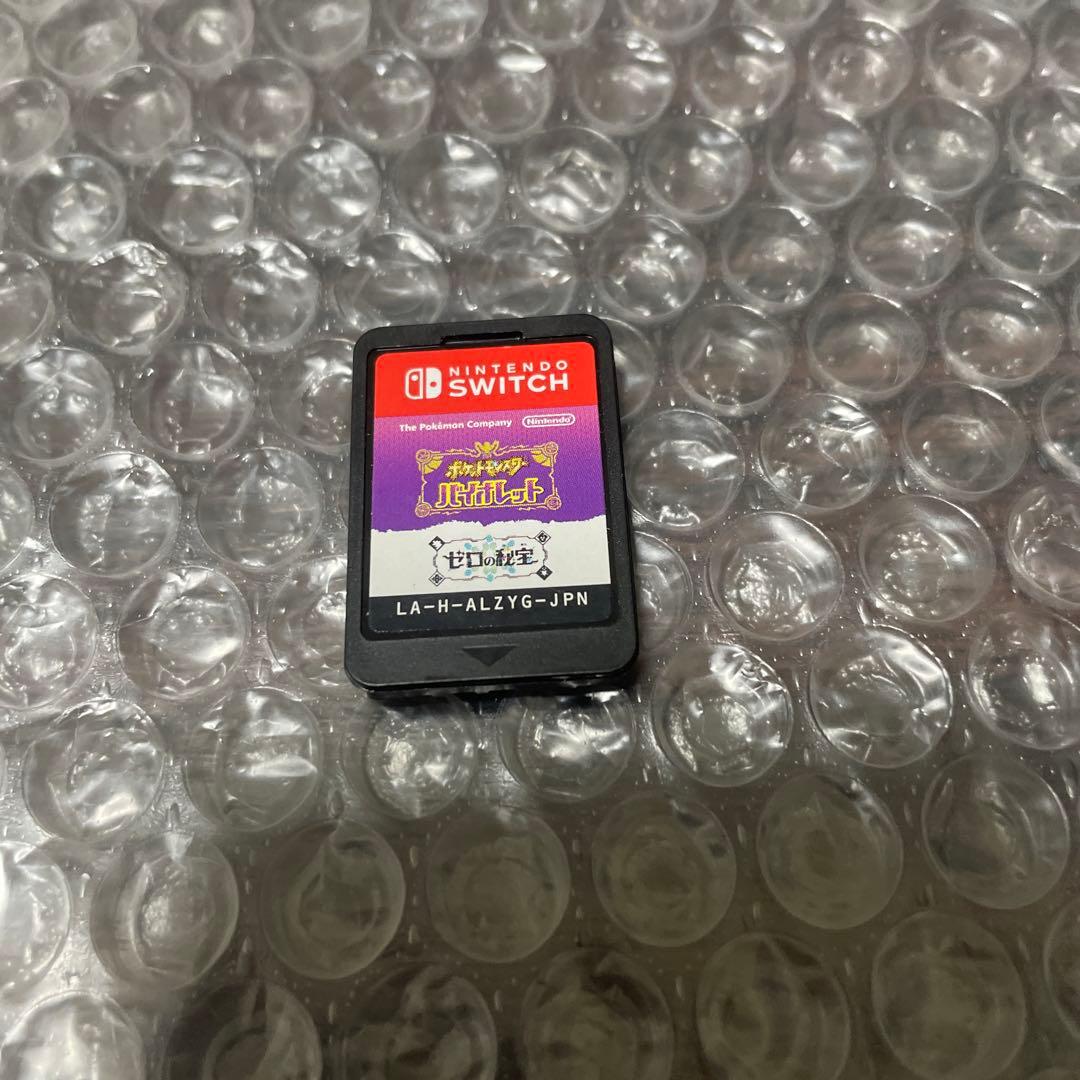 NINTENDO
SWITCH
The Pokémon Company Nintendo
ポケットモンスター
バイオレット
ゼロの秘宝
LA-H-ALZYG-JPN